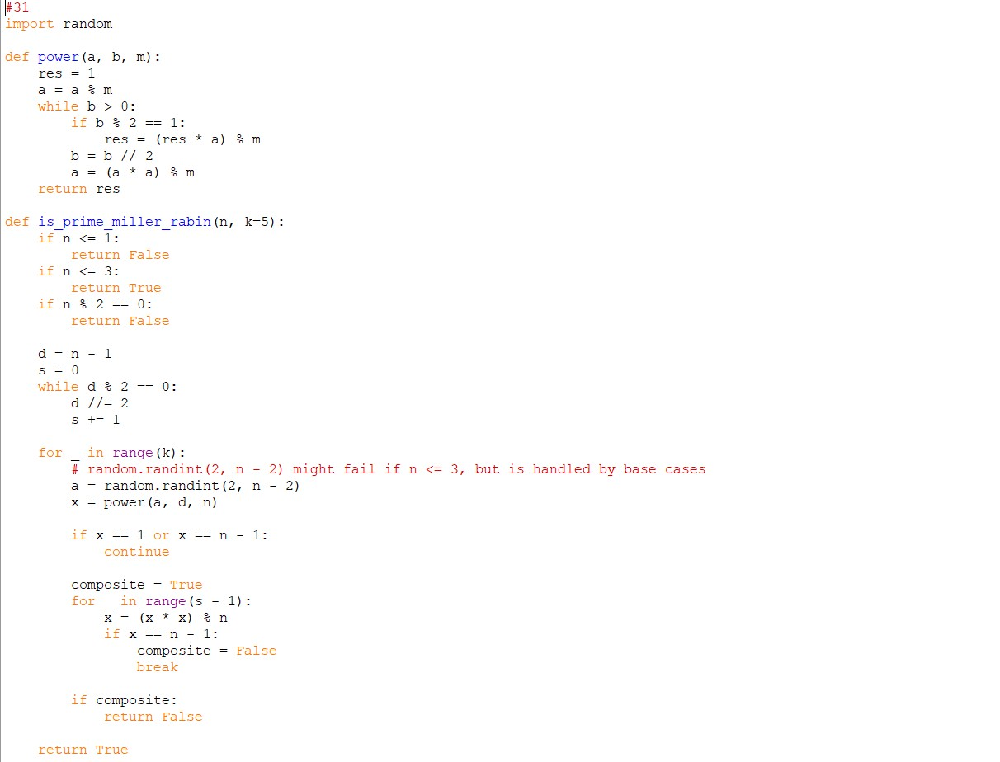 #31
import random
def power(a, b, m):
    res = 1
    a = a % m
    while b > 0:
        if b % 2 == 1:
            res = (res * a) % m
        b = b // 2
        a = (a * a) % m
    return res
def is_prime_miller_rabin(n, k=5):
    if n <= 1:
        return False
    if n <= 3:
        return True
    if n % 2 == 0:
        return False
    d = n - 1
    s = 0
    while d % 2 == 0:
        d //= 2
        s += 1
    for _ in range(k):
        # random.randint(2, n - 2) might fail if n <= 3, but is handled by base cases
        a = random.randint(2, n - 2)
        x = power(a, d, n)
        if x == 1 or x == n - 1:
            continue
        composite = True
        for _ in range(s - 1):
            x = (x * x) % n
            if x == n - 1:
                composite = False
                break
        if composite:
            return False
    return True